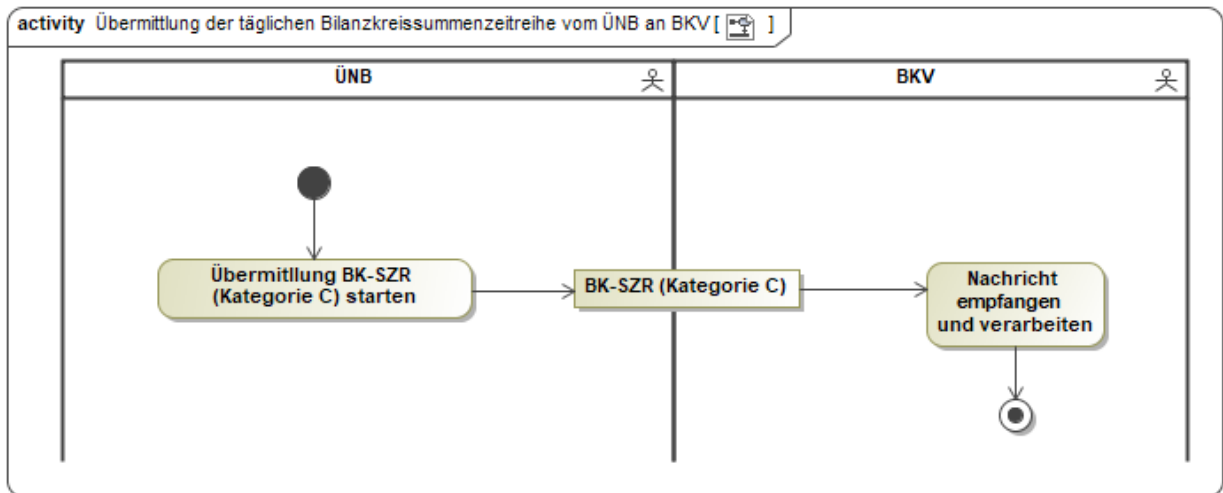 activity Übermittlung der täglichen Bilanzkreissummenzeitreihe vom ÜNB an BKV [ ]
ÜNB
BKV
Übermitllung BK-SZR
(Kategorie C) starten
BK-SZR (Kategorie C)
Nachricht
empfangen
und verarbeiten